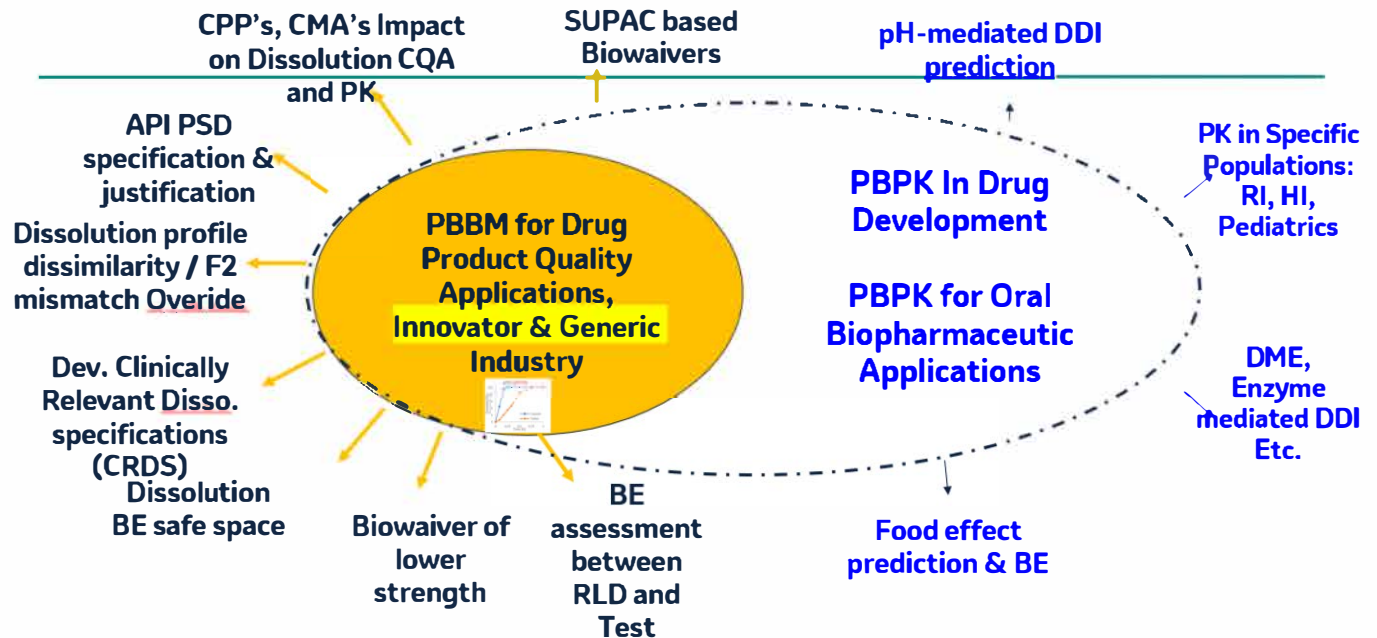 CPP's, CMA's Impact
on Dissolution CQA
and PK
SUPAC based
Biowaivers
pH-mediated DDI
prediction
API PSD
specification &
justification
PK in Specific
Populations:
RI, HI,
Pediatrics
Dissolution profile
dissimilarity / F2
mismatch Overide
PBBM for Drug
Product Quality
Applications,
Innovator & Generic
Industry
PBPK In Drug
Development
PBPK for Oral
Biopharmaceutic
Applications
Dev. Clinically
Relevant Disso.
specifications
(CRDS)
Dissolution
BE safe space
DME,
Enzyme
mediated DDI
Etc.
Biowaiver of
lower
strength
BE
assessment
between
RLD and
Test
Food effect
prediction & BE